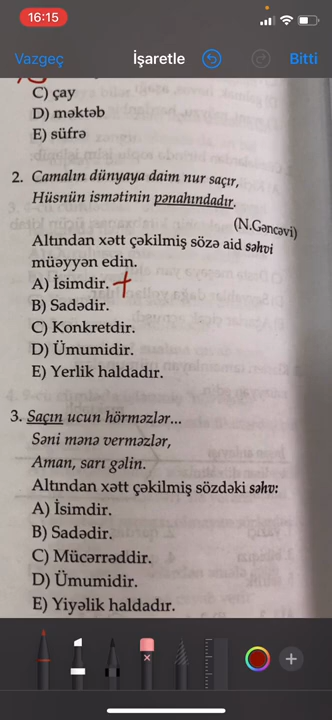 16:15
Vazgeç
İşaretle
Bitti
C) çay
D) məktəb
E) süfrə
2. Camalın dünyaya daim nur saçır,
Hüsnün ismətinin pənahındadır.
(N.Gəncəvi)
Altından xətt çəkilmiş sözə aid səhvi
müəyyən edin.
A) İsimdir.
B) Sadədir.
C) Konkretdir.
D) Ümumidir.
E) Yerlik haldadır.
3. Saçın ucun hörməzlər...
Səni mənə verməzlər,
Aman, sarı gəlin.
Altından xətt çəkilmiş sözdəki səhv:
A) İsimdir.
B) Sadədir.
C) Mücərrəddir.
D) Ümumidir.
E) Yiyəlik haldadır.